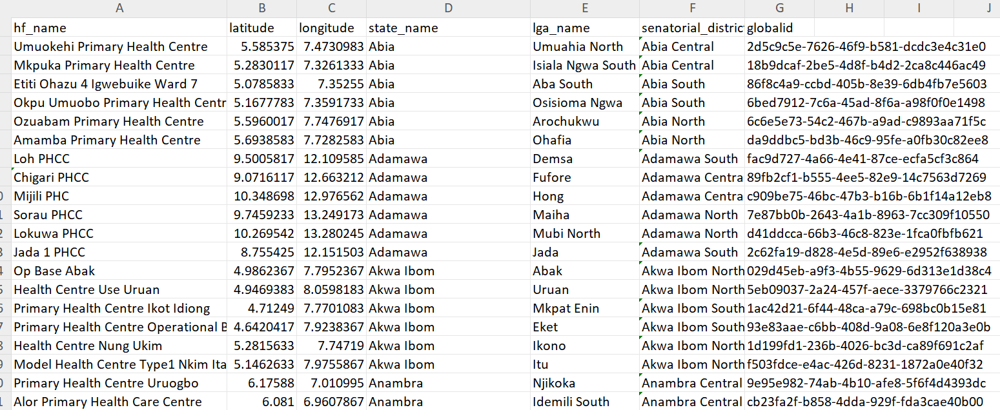 A B C D E F G H I J
hf_name latitude longitude state_name lga_name senatorial_distric globalid
Umuokehi Primary Health Centre 5.585375 7.4730983 Abia Umuahia North Abia Central 2d5c9c5e-7626-46f9-b581-dcdc3e4c31e0
Mkpuka Primary Health Centre 5.2830117 7.3261333 Abia Isiala Ngwa South Abia Central 18b9dcaf-2be5-4d8f-b4d2-2ca8c446ac49
Etiti Ohazu 4 Igwebuike Ward 7 5.0785833 7.35255 Abia Aba South Abia South 86f8c4a9-ccbd-405b-8e39-6db4fb7e5603
Okpu Umuobo Primary Health Centr 5.1677783 7.3591733 Abia Osisioma Ngwa Abia South 6bed7912-7c6a-45ad-8f6a-a98f0f0e1498
Ozuabam Primary Health Centre 5.5960017 7.7476917 Abia Arochukwu Abia North 6c6e5e73-54c2-467b-a9ad-c9893aa71f5c
Amamba Primary Health Centre 5.6938583 7.7282583 Abia Ohafia Abia North da9ddbc5-bd3b-46c9-95fe-a0fb30c82ee8
Loh PHCC 9.5005817 12.109585 Adamawa Demsa Adamawa South fac9d727-4a66-4e41-87ce-ecfa5cf3c864
Chigari PHCC 9.0716117 12.663212 Adamawa Fufore Adamawa Centra 89fb2cf1-b555-4ee5-82e9-14c7563d7269
0 Mijili PHC 10.348698 12.976562 Adamawa Hong Adamawa Centra c909be75-46bc-47b3-b16b-6b1f14a12eb8
1 Sorau PHCC 9.7459233 13.249173 Adamawa Maiha Adamawa North 7e87bb0b-2643-4a1b-8963-7cc309f10550
2 Lokuwa PHCC 10.269542 13.280245 Adamawa Mubi North Adamawa North d41ddcca-66b3-46c8-823e-1fca0fbfb621
3 Jada 1 PHCC 8.755425 12.151503 Adamawa Jada Adamawa South 2c62fa19-d828-4e5d-89e6-e2952f638938
4 Op Base Abak 4.9862367 7.7952367 Akwa Ibom Abak Akwa Ibom North 029d45eb-a9f3-4b55-9629-6d313e1d38c4
5 Health Centre Use Uruan 4.9469383 8.0598183 Akwa Ibom Uruan Akwa Ibom North 5eb09037-2a24-457f-aece-3379766c2321
6 Primary Health Centre Ikot Idiong 4.71249 7.7701083 Akwa Ibom Mkpat Enin Akwa Ibom South 1ac42d21-6f44-48ca-a79c-698bc0b15e81
7 Primary Health Centre Operational B 4.6420417 7.9238367 Akwa Ibom Eket Akwa Ibom South 93e83aae-c6bb-408d-9a08-6e8f120a3e0b
8 Health Centre Nung Ukim 5.2815633 7.74719 Akwa Ibom Ikono Akwa Ibom North 1d199fd1-236b-4026-bc3d-ca89f691c2af
9 Model Health Centre Type1 Nkim Ita 5.1462633 7.9755867 Akwa Ibom Itu Akwa Ibom North f503fdce-e4ac-426d-8231-1872a0e40f32
0 Primary Health Centre Uruogbo 6.17588 7.010995 Anambra Njikoka Anambra Central 9e95e982-74ab-4b10-afe8-5f6f4d4393dc
1 Alor Primary Health Care Centre 6.081 6.9607867 Anambra Idemili South Anambra Central cb23fa2f-b858-4dda-929f-fda3cae40b00